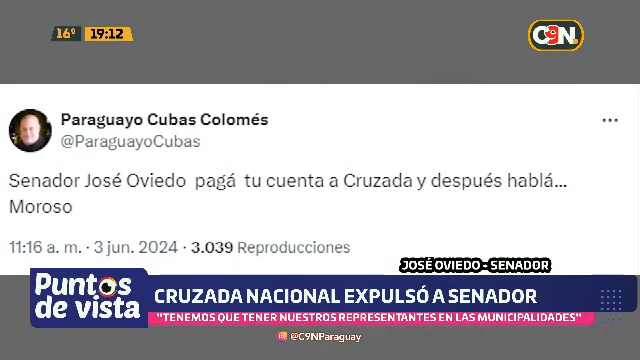 16° 19:12
C9N
Paraguayo Cubas Colomés
@ParaguayoCubas
Senador José Oviedo pagá tu cuenta a Cruzada y después hablá...
Moroso
11:16 a. m. · 3 jun. 2024 · 3.039 Reproducciones
JOSÉ OVIEDO - SENADOR
Puntos
de vista
CRUZADA NACIONAL EXPULSÓ A SENADOR
"TENEMOS QUE TENER NUESTROS REPRESENTANTES EN LAS MUNICIPALIDADES"
@C9NParaguay